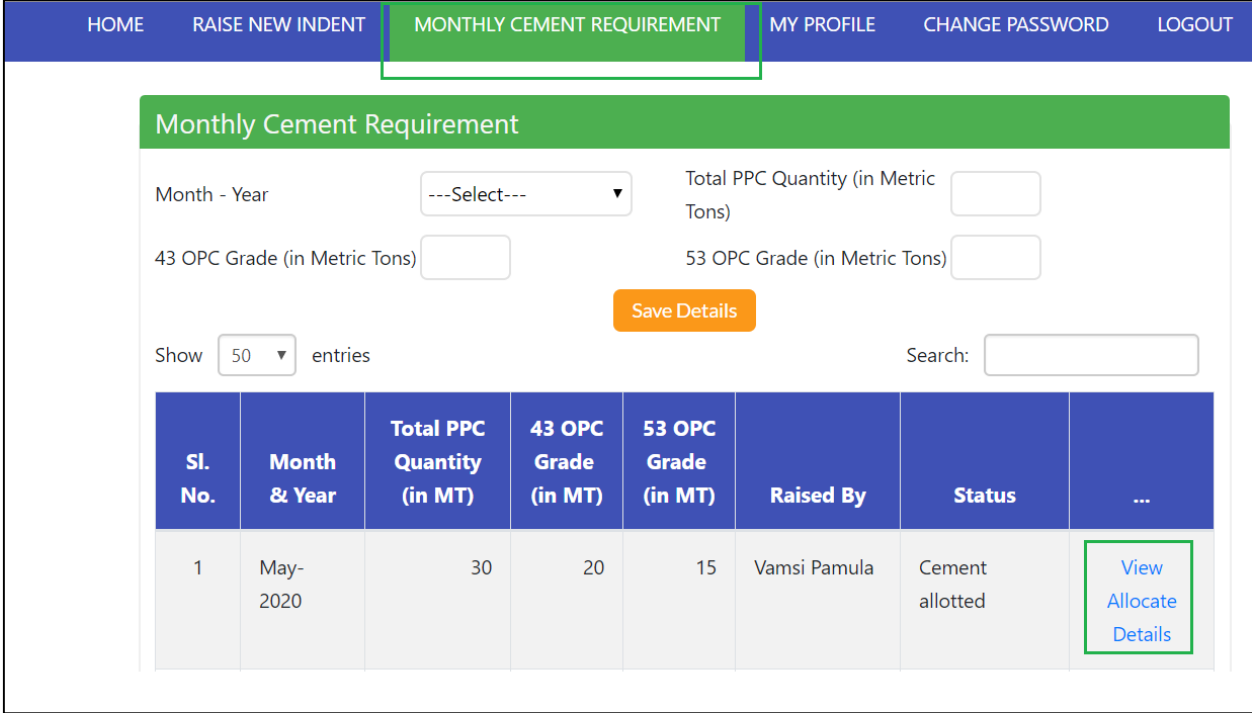 HOME RAISE NEW INDENT MONTHLY CEMENT REQUIREMENT MY PROFILE CHANGE PASSWORD LOGOUT
Monthly Cement Requirement
Month - Year ---Select--- Total PPC Quantity (in Metric
Tons)
43 OPC Grade (in Metric Tons) 53 OPC Grade (in Metric Tons)
Save Details
Show 50 entries Search:
Total PPC 43 OPC 53 OPC
Sl. Month Quantity Grade Grade
No. & Year (in MT) (in MT) (in MT) Raised By Status ...
1 May- 30 20 15 Vamsi Pamula Cement View
2020 allotted Allocate
Details